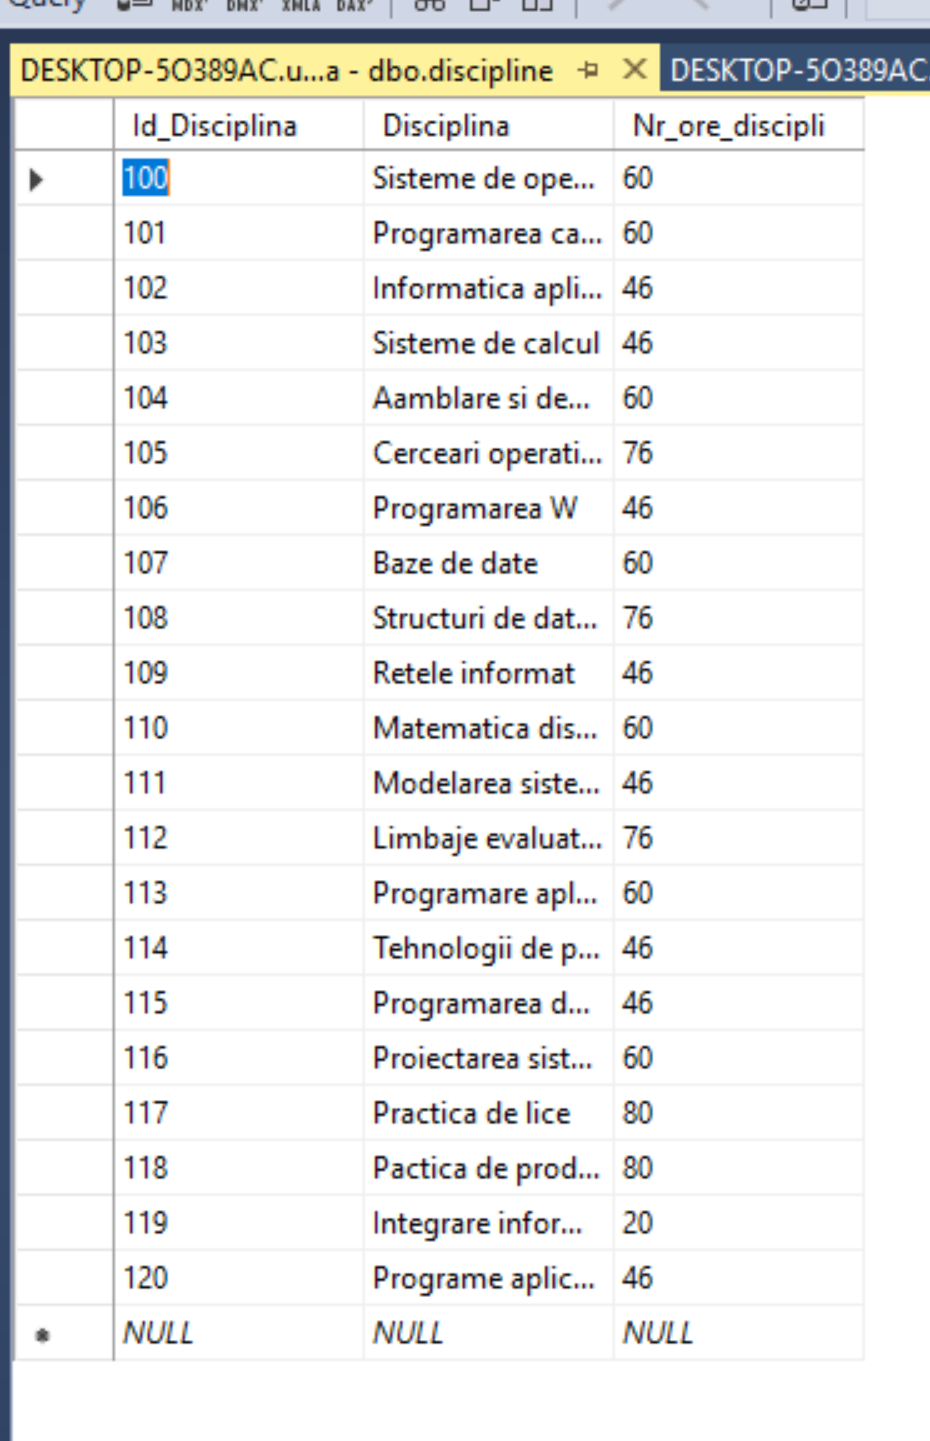 Query MDX DMX XMLA DAX
DESKTOP-5O389AC.u...a - dbo.discipline DESKTOP-5O389AC.
Id_Disciplina Disciplina Nr_ore_discipli
100 Sisteme de ope... 60
101 Programarea ca... 60
102 Informatica apli... 46
103 Sisteme de calcul 46
104 Aamblare si de... 60
105 Cerceari operati... 76
106 Programarea W 46
107 Baze de date 60
108 Structuri de dat... 76
109 Retele informat 46
110 Matematica dis... 60
111 Modelarea siste... 46
112 Limbaje evaluat... 76
113 Programare apl... 60
114 Tehnologii de p... 46
115 Programarea d... 46
116 Proiectarea sist... 60
117 Practica de lice 80
118 Pactica de prod... 80
119 Integrare infor... 20
120 Programe aplic... 46
NULL NULL NULL